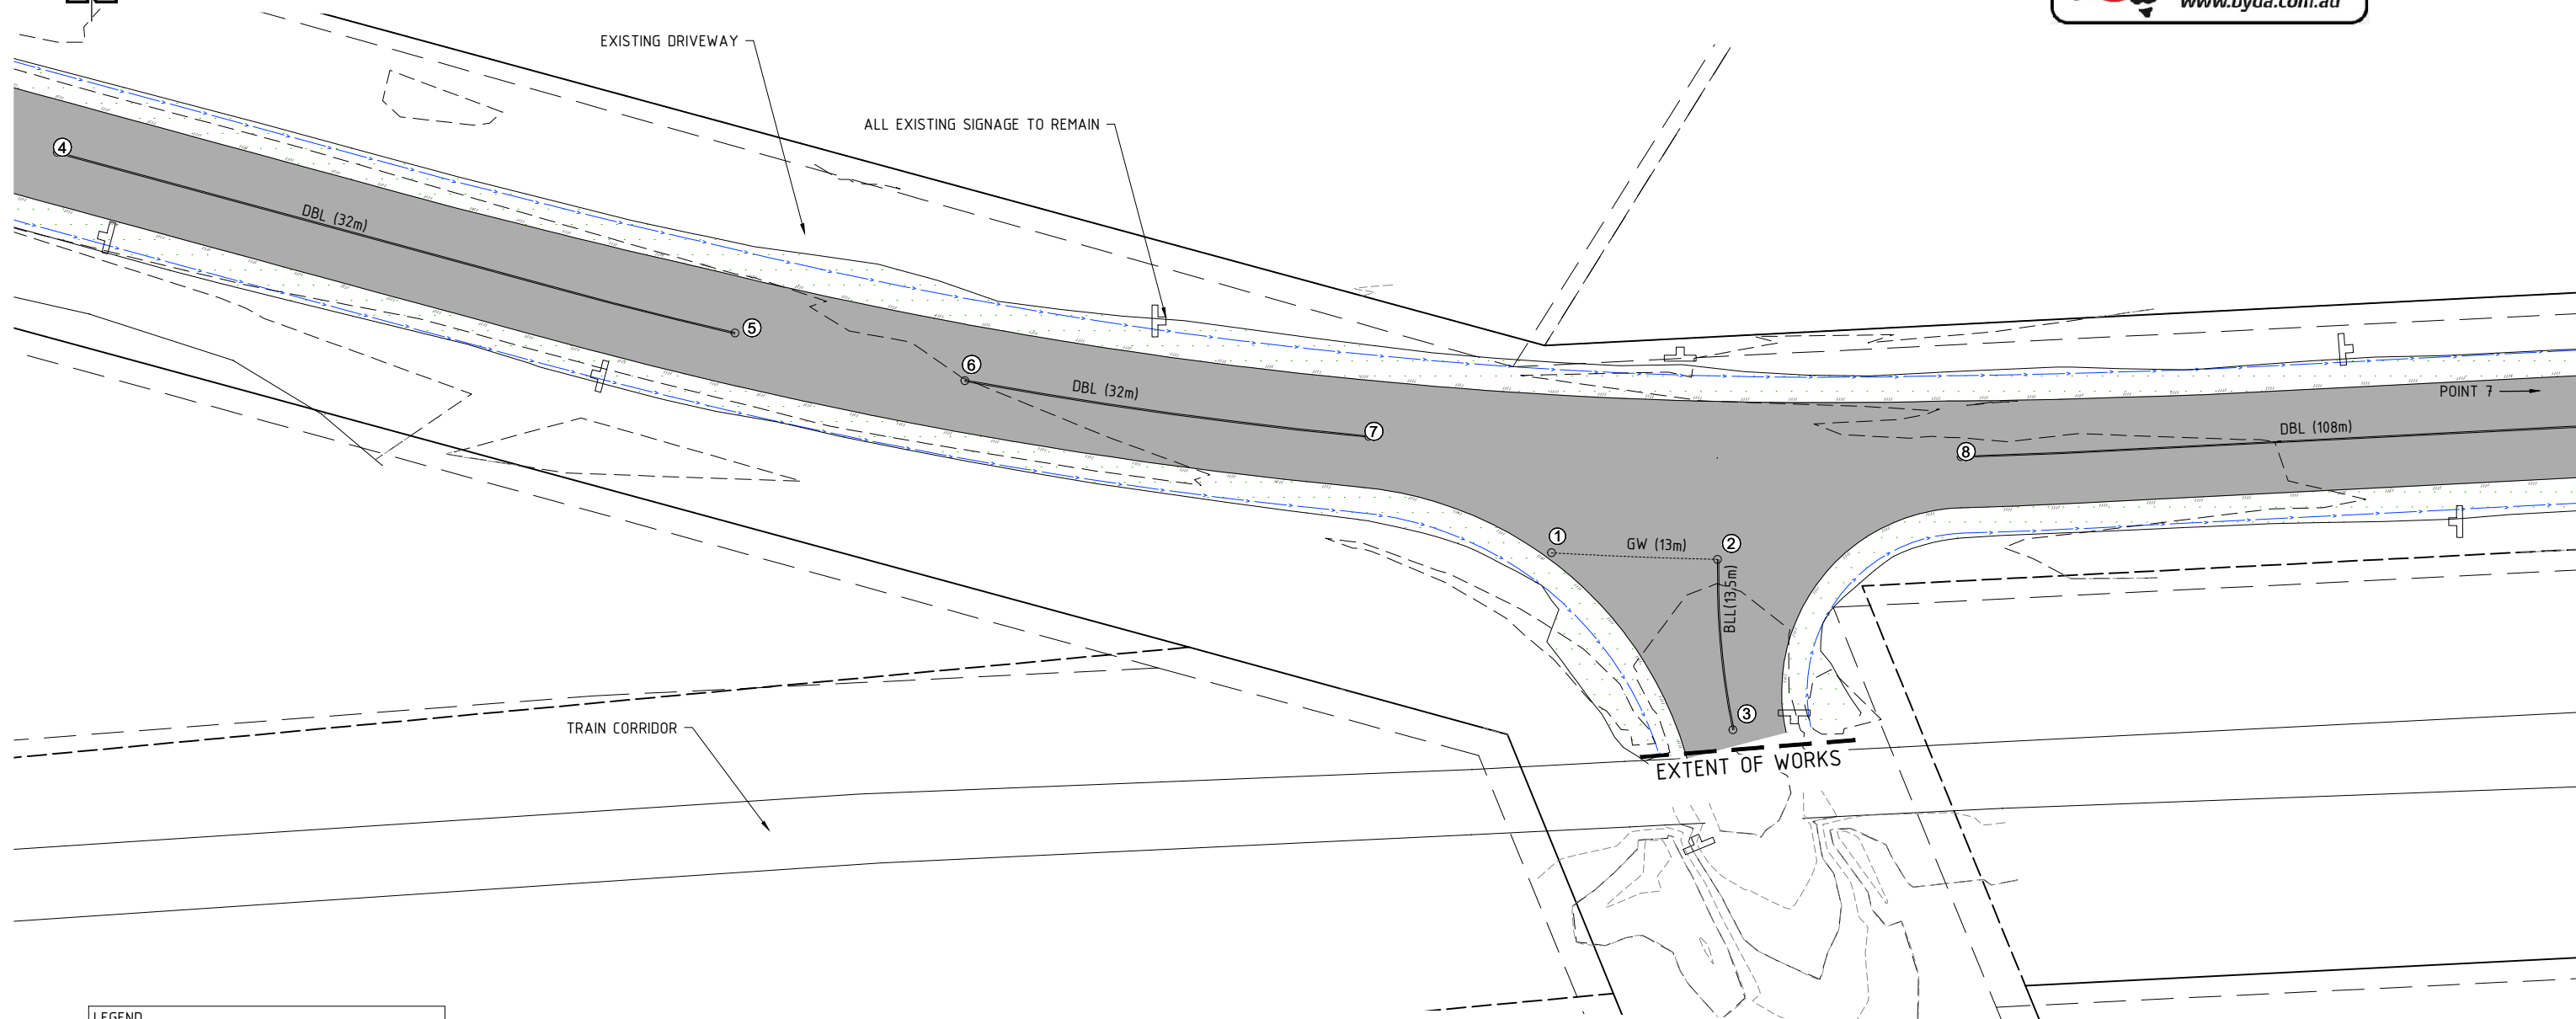 www.byda.com.au
EXISTING DRIVEWAY
ALL EXISTING SIGNAGE TO REMAIN
4
DBL (32m)
5
6
DBL (32m)
7
POINT 7
DBL (108m)
8
1
GW (13m)
2
BLL(13.5m)
3
TRAIN CORRIDOR
EXTENT OF WORKS
LEGEND